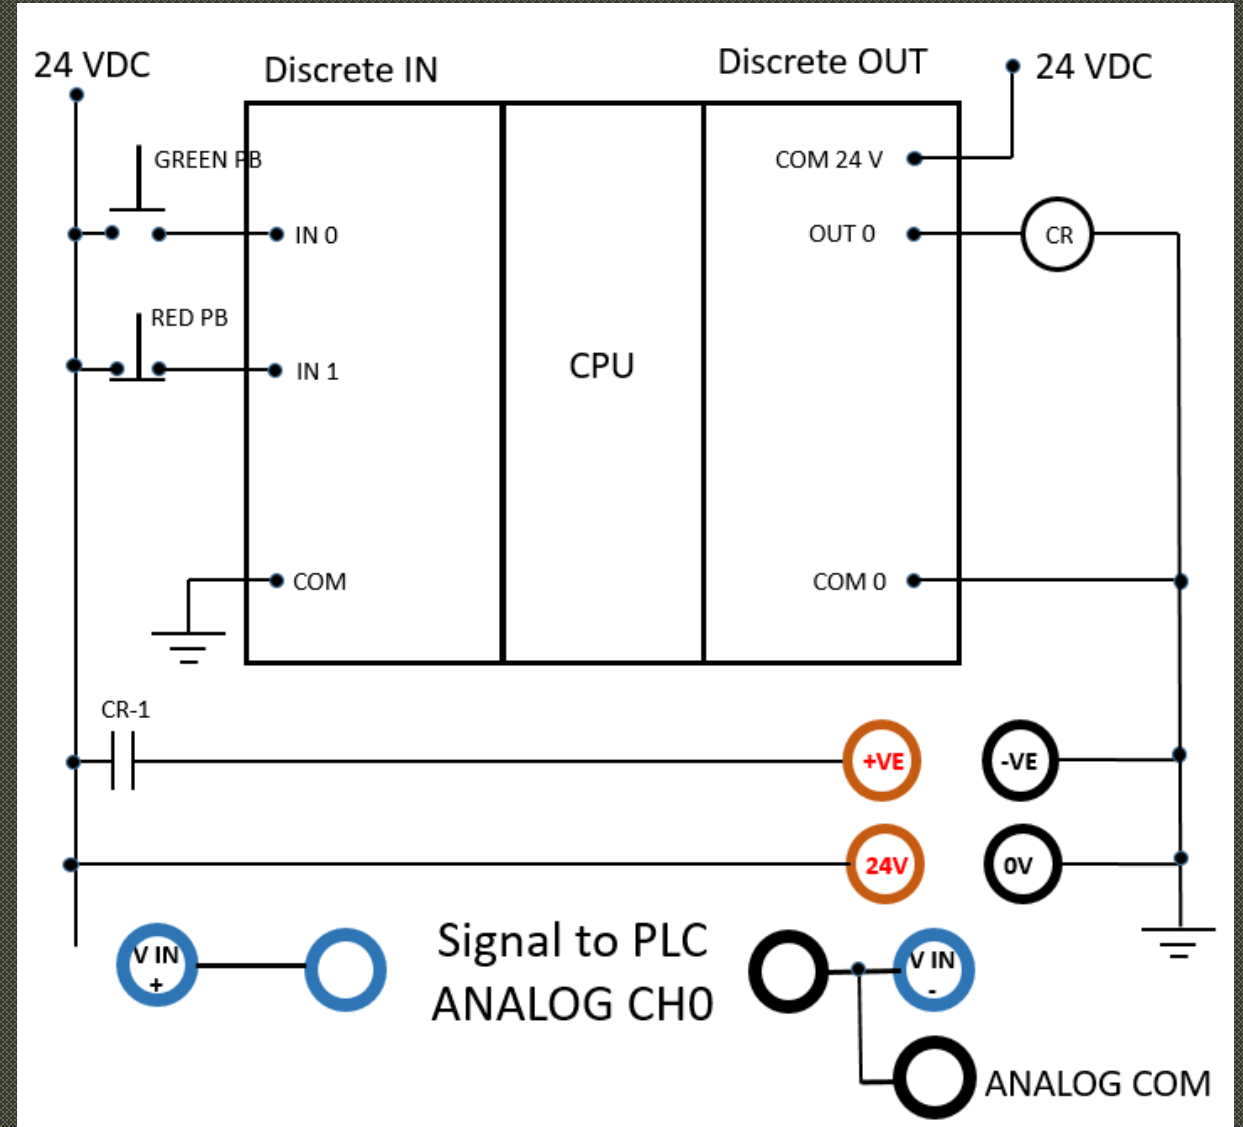 24 VDC
Discrete IN
Discrete OUT
24 VDC
GREEN PB
COM 24 V
IN 0
OUT 0
CR
RED PB
IN 1
CPU
COM
COM 0
CR-1
+VE
-VE
24V
0V
V IN
+
Signal to PLC
ANALOG CH0
V IN
-
ANALOG COM